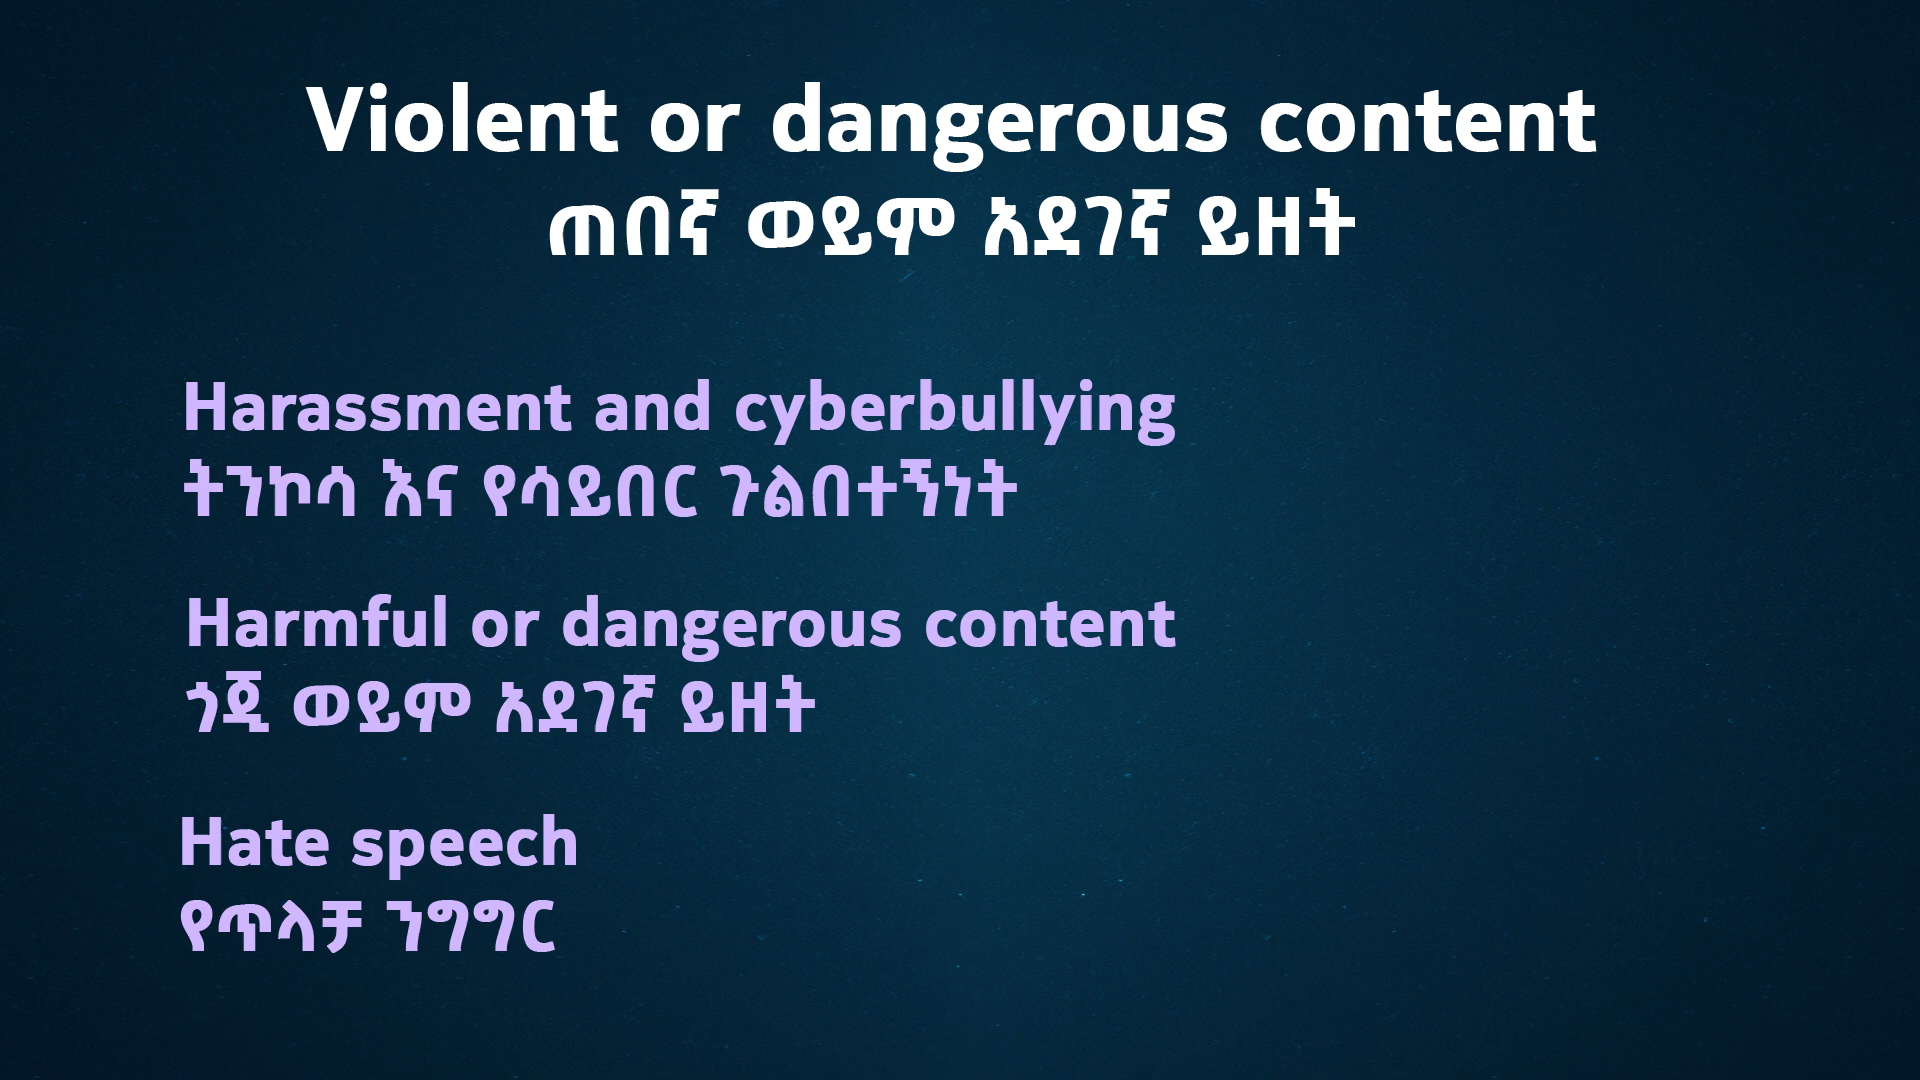 Violent or dangerous content
ጠበኛ ወይም አደገኛ ይዘት
Harassment and cyberbullying
ትንኮሳ እና የሳይበር ጉልበተኝነት
Harmful or dangerous content
ጎጂ ወይም አደገኛ ይዘት
Hate speech
የጥላቻ ንግግር